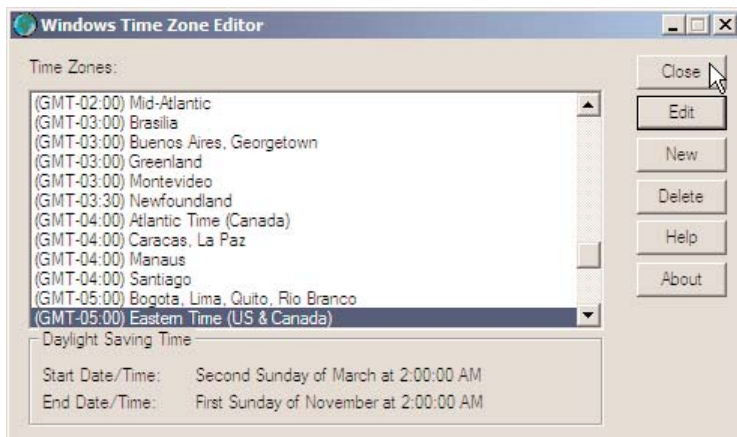 Windows Time Zone Editor
Time Zones:
(GMT-02:00) Mid-Atlantic
(GMT-03:00) Brasilia
(GMT-03:00) Buenos Aires, Georgetown
(GMT-03:00) Greenland
(GMT-03:00) Montevideo
(GMT-03:30) Newfoundland
(GMT-04:00) Atlantic Time (Canada)
(GMT-04:00) Caracas, La Paz
(GMT-04:00) Manaus
(GMT-04:00) Santiago
(GMT-05:00) Bogota, Lima, Quito, Rio Branco
(GMT-05:00) Eastern Time (US & Canada)
Close
Edit
New
Delete
Help
About
Daylight Saving Time
Start Date/Time: Second Sunday of March at 2:00:00 AM
End Date/Time: First Sunday of November at 2:00:00 AM